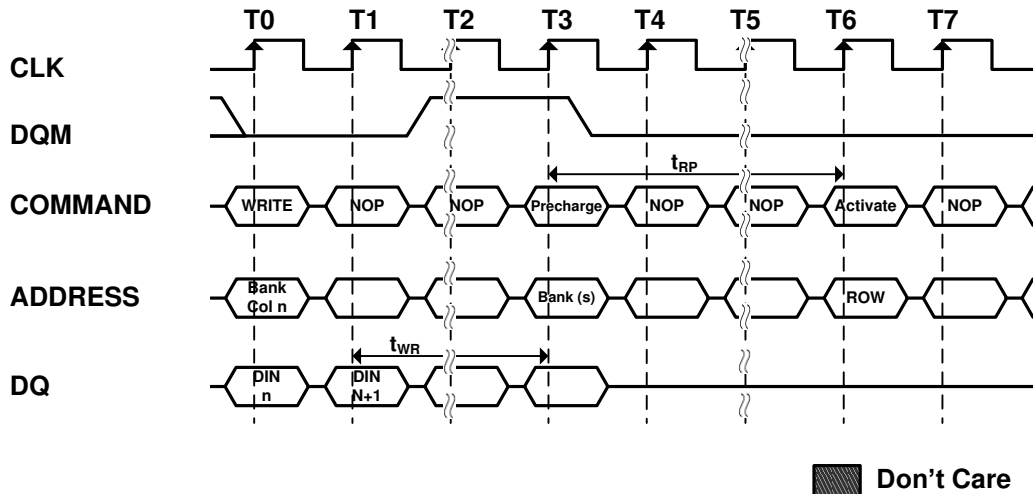 T0 T1 T2 T3 T4 T5 T6 T7
CLK
DQM
tRP
COMMAND WRITE NOP NOP Precharge NOP NOP Activate NOP
ADDRESS Bank Col n Bank (s) ROW
tWR
DQ DIN n DIN N+1
Don't Care